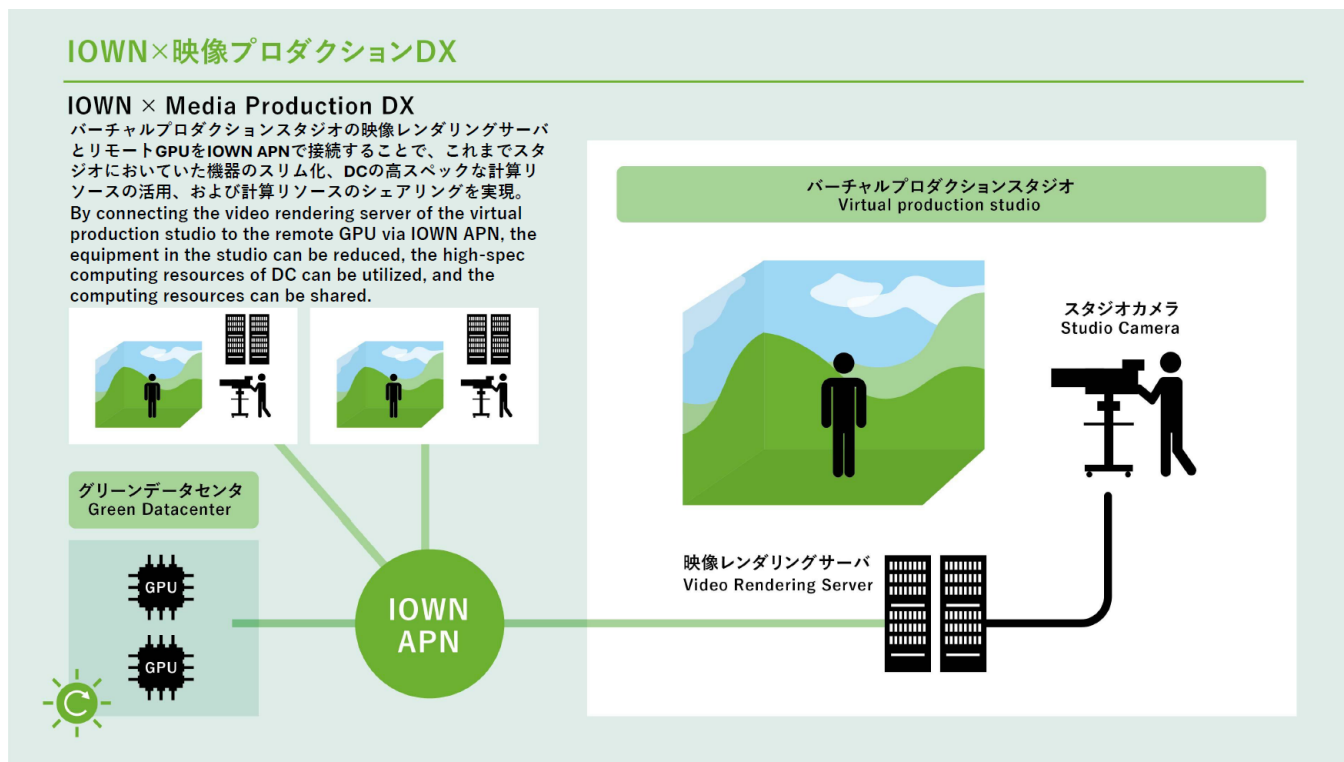 IOWN×映像プロダクションDX
IOWN × Media Production DX
バーチャルプロダクションスタジオの映像レンダリングサーバ
とリモートGPUをIOWN APNで接続することで、これまでスタ
ジオにおいていた機器のスリム化、DCの高スペックな計算リ
ソースの活用、および計算リソースのシェアリングを実現。
By connecting the video rendering server of the virtual
production studio to the remote GPU via IOWN APN, the
equipment in the studio can be reduced, the high-spec
computing resources of DC can be utilized, and the
computing resources can be shared.
バーチャルプロダクションスタジオ
Virtual production studio
スタジオカメラ
Studio Camera
グリーンデータセンタ
Green Datacenter
GPU
GPU
IOWN
APN
映像レンダリングサーバ
Video Rendering Server